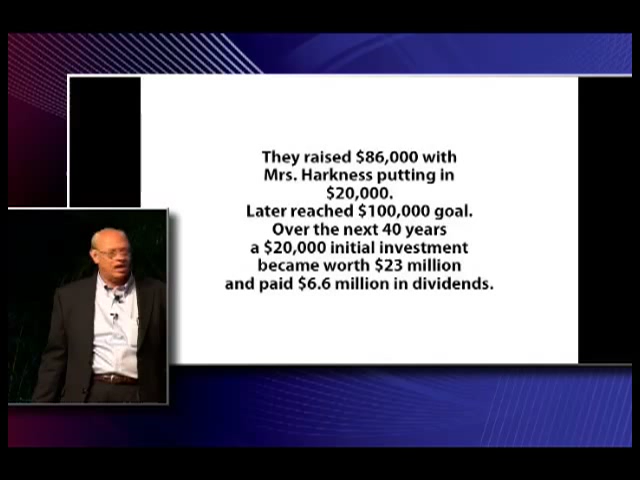 They raised $86,000 with
Mrs. Harkness putting in
$20,000.
Later reached $100,000 goal.
Over the next 40 years
a $20,000 initial investment
became worth $23 million
and paid $6.6 million in dividends.